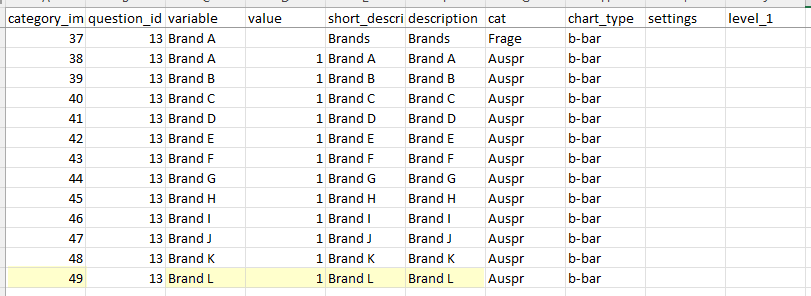 category_im question_id variable value short_descri description cat chart_type settings level_1
37 13 Brand A Brands Brands Frage b-bar
38 13 Brand A 1 Brand A Brand A Auspr b-bar
39 13 Brand B 1 Brand B Brand B Auspr b-bar
40 13 Brand C 1 Brand C Brand C Auspr b-bar
41 13 Brand D 1 Brand D Brand D Auspr b-bar
42 13 Brand E 1 Brand E Brand E Auspr b-bar
43 13 Brand F 1 Brand F Brand F Auspr b-bar
44 13 Brand G 1 Brand G Brand G Auspr b-bar
45 13 Brand H 1 Brand H Brand H Auspr b-bar
46 13 Brand I 1 Brand I Brand I Auspr b-bar
47 13 Brand J 1 Brand J Brand J Auspr b-bar
48 13 Brand K 1 Brand K Brand K Auspr b-bar
49 13 Brand L 1 Brand L Brand L Auspr b-bar